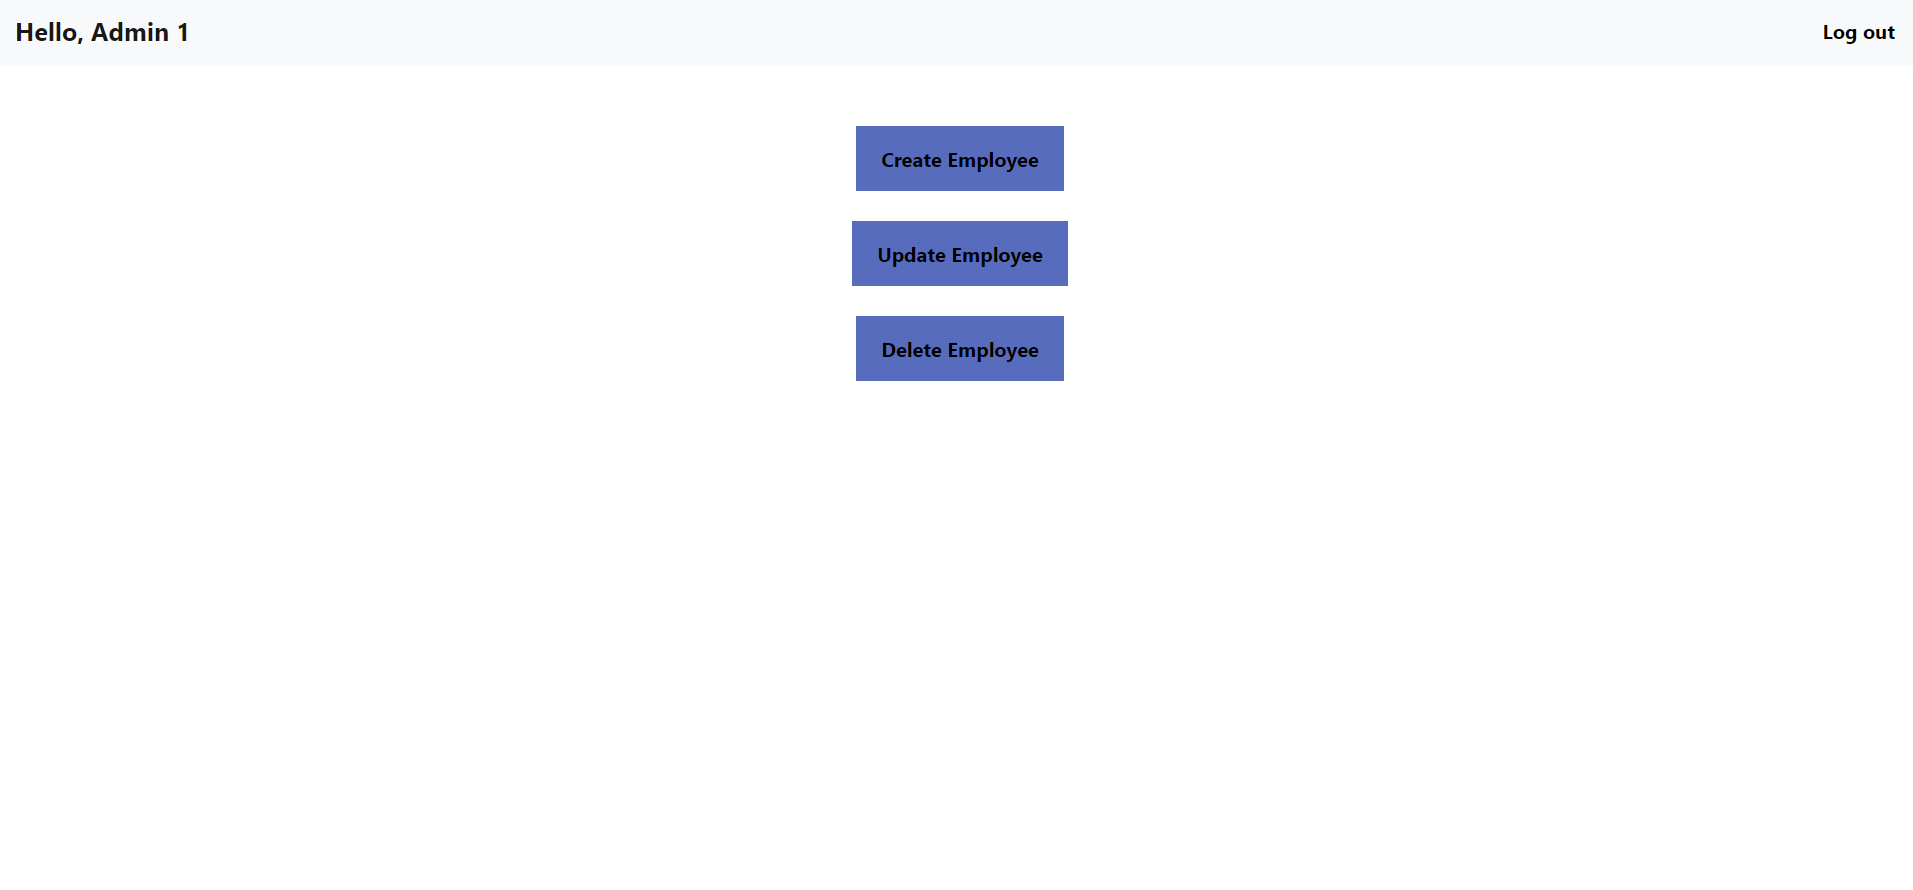 Hello, Admin 1
Log out
Create Employee
Update Employee
Delete Employee